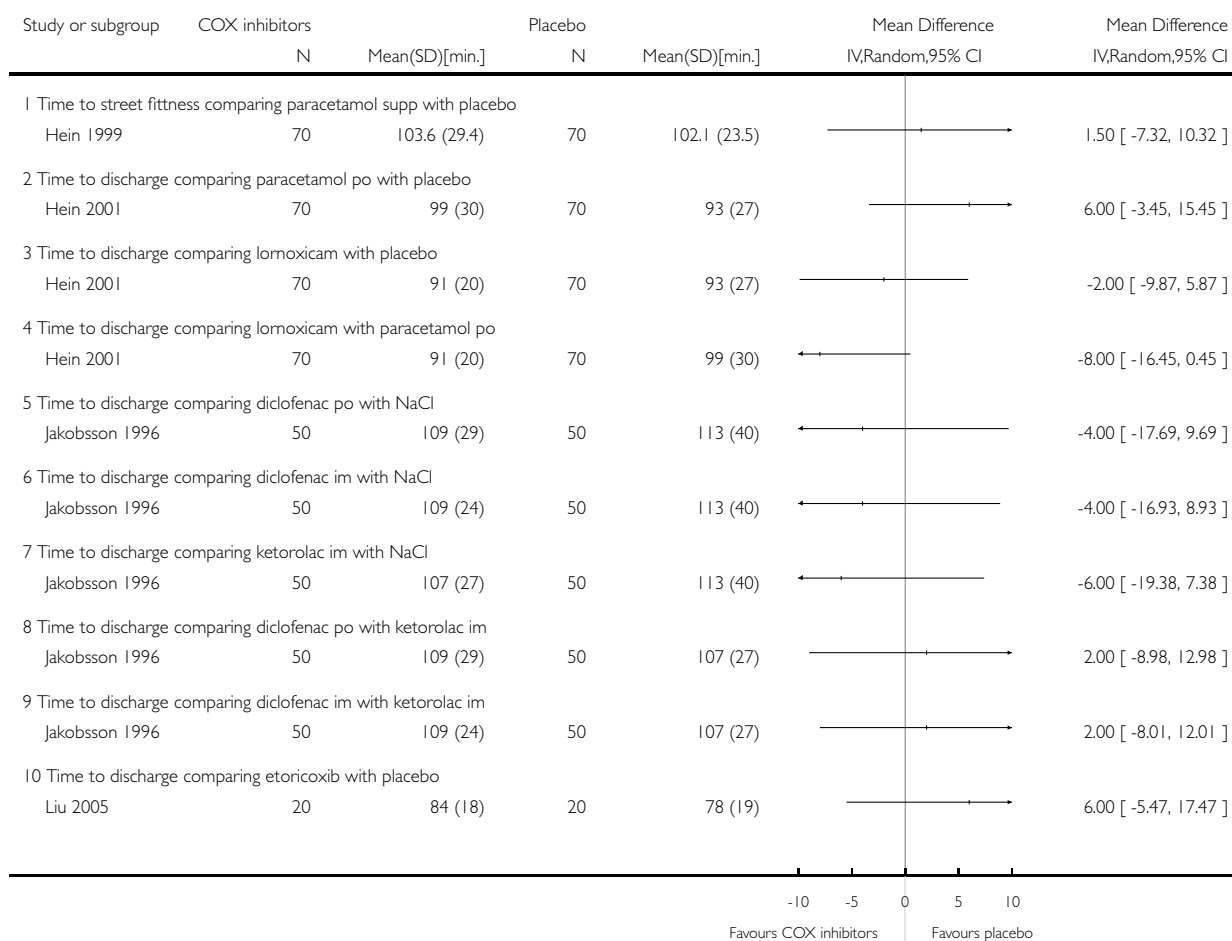 Study or subgroup COX inhibitors Placebo Mean Difference Mean Difference
N Mean(SD)[min.] N Mean(SD)[min.] IV,Random,95% CI IV,Random,95% CI
1 Time to street fittness comparing paracetamol supp with placebo
Hein 1999 70 103.6 (29.4) 70 102.1 (23.5) 1.50 [ -7.32, 10.32 ]
2 Time to discharge comparing paracetamol po with placebo
Hein 2001 70 99 (30) 70 93 (27) 6.00 [ -3.45, 15.45 ]
3 Time to discharge comparing lornoxicam with placebo
Hein 2001 70 91 (20) 70 93 (27) -2.00 [ -9.87, 5.87 ]
4 Time to discharge comparing lornoxicam with paracetamol po
Hein 2001 70 91 (20) 70 99 (30) -8.00 [ -16.45, 0.45 ]
5 Time to discharge comparing diclofenac po with NaCl
Jakobsson 1996 50 109 (29) 50 113 (40) -4.00 [ -17.69, 9.69 ]
6 Time to discharge comparing diclofenac im with NaCl
Jakobsson 1996 50 109 (24) 50 113 (40) -4.00 [ -16.93, 8.93 ]
7 Time to discharge comparing ketorolac im with NaCl
Jakobsson 1996 50 107 (27) 50 113 (40) -6.00 [ -19.38, 7.38 ]
8 Time to discharge comparing diclofenac po with ketorolac im
Jakobsson 1996 50 109 (29) 50 107 (27) 2.00 [ -8.98, 12.98 ]
9 Time to discharge comparing diclofenac im with ketorolac im
Jakobsson 1996 50 109 (24) 50 107 (27) 2.00 [ -8.01, 12.01 ]
10 Time to discharge comparing etoricoxib with placebo
Liu 2005 20 84 (18) 20 78 (19) 6.00 [ -5.47, 17.47 ]
-10 -5 0 5 10
Favours COX inhibitors Favours placebo